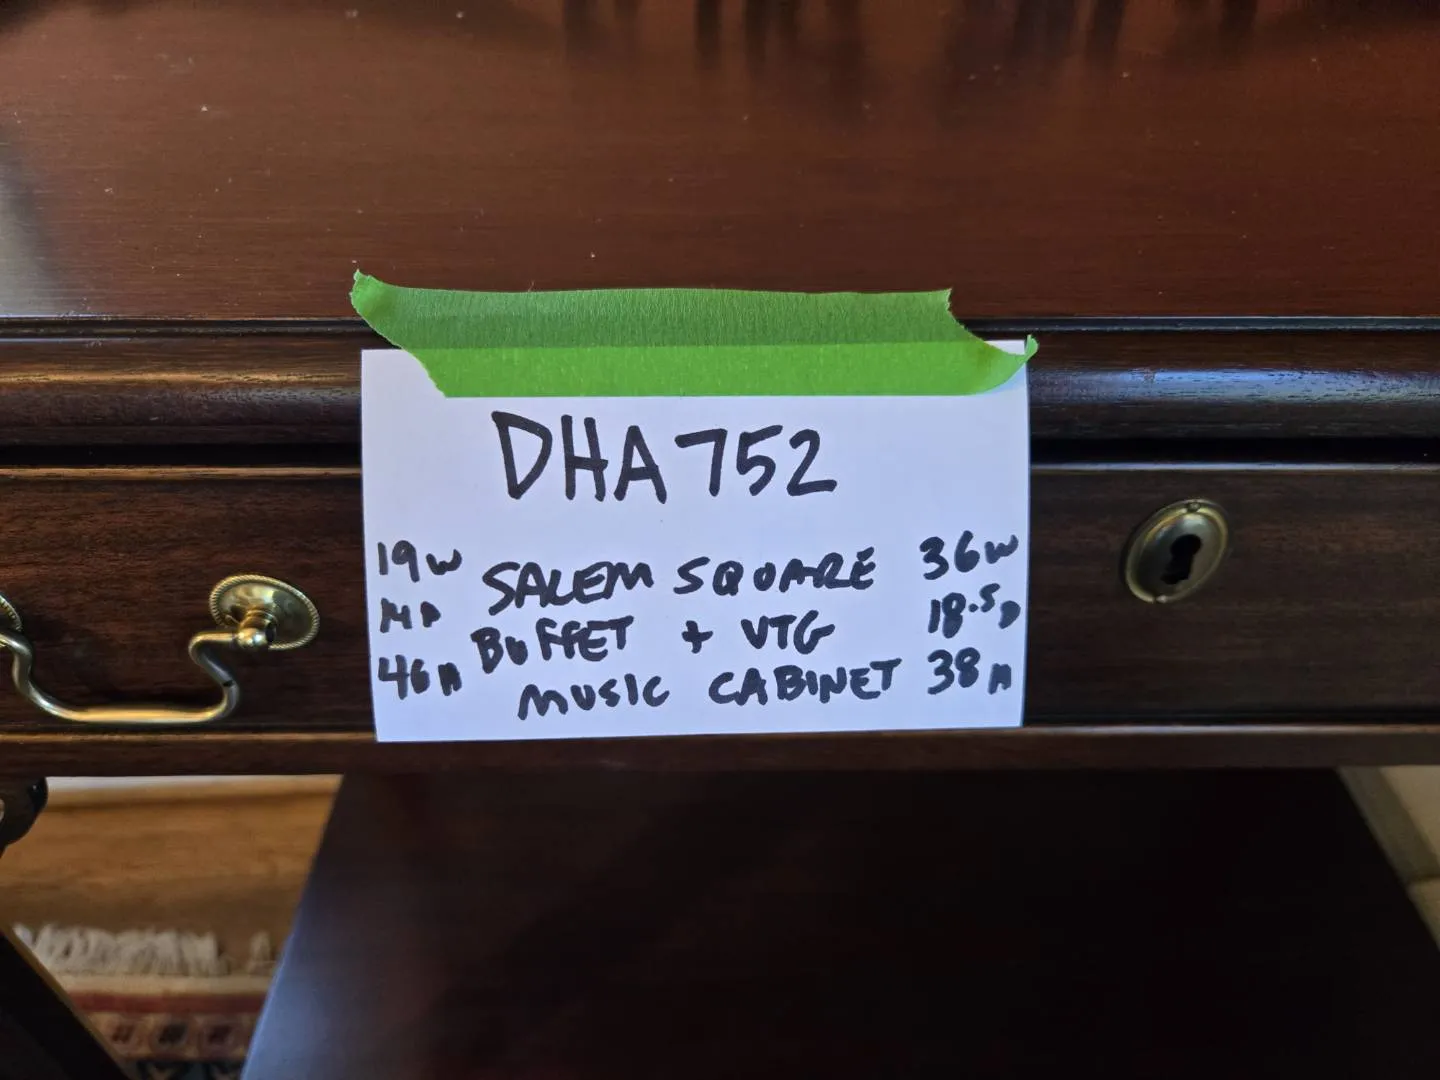 DHA752
19W SALEM SQUARE 36W
14D BUFFET + VTG 18.5D
46H MUSIC CABINET 38H